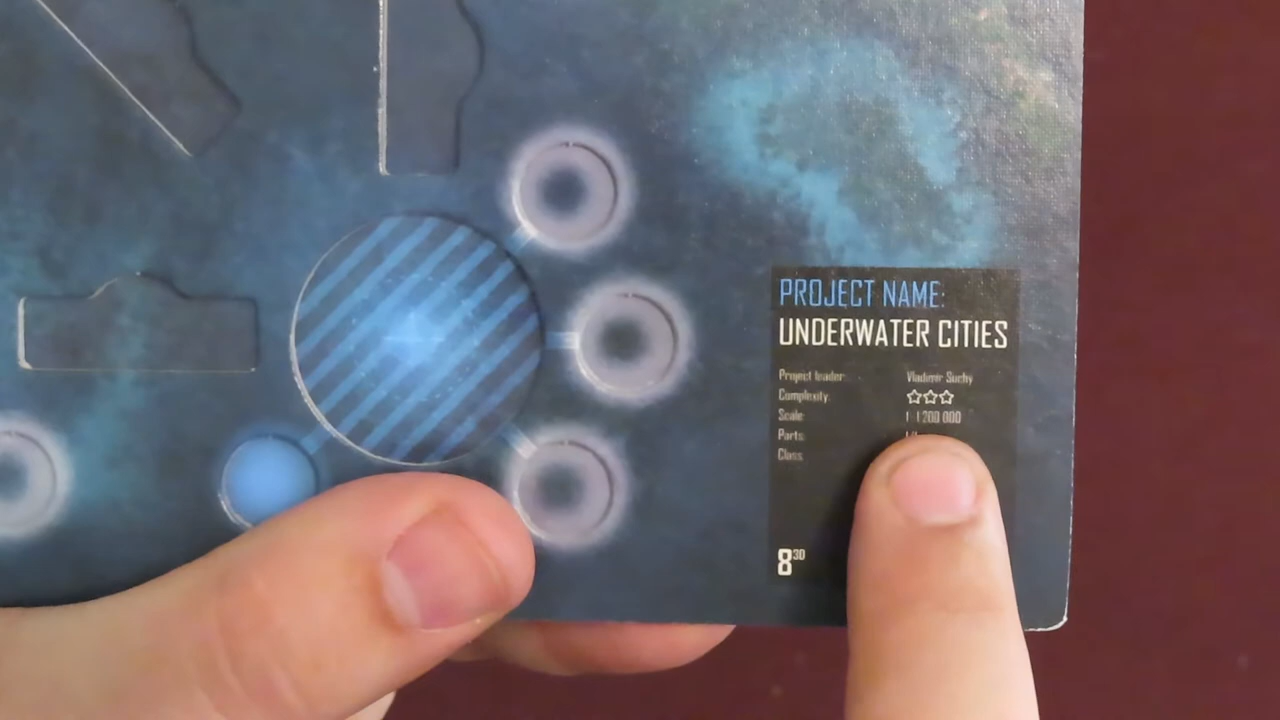 PROJECT NAME:
UNDERWATER CITIES
Project leader: Vladimir Suchy
Complexity: ☆☆☆
Scale: 1 : 1 200 000
Parts:
Class:
8³⁰